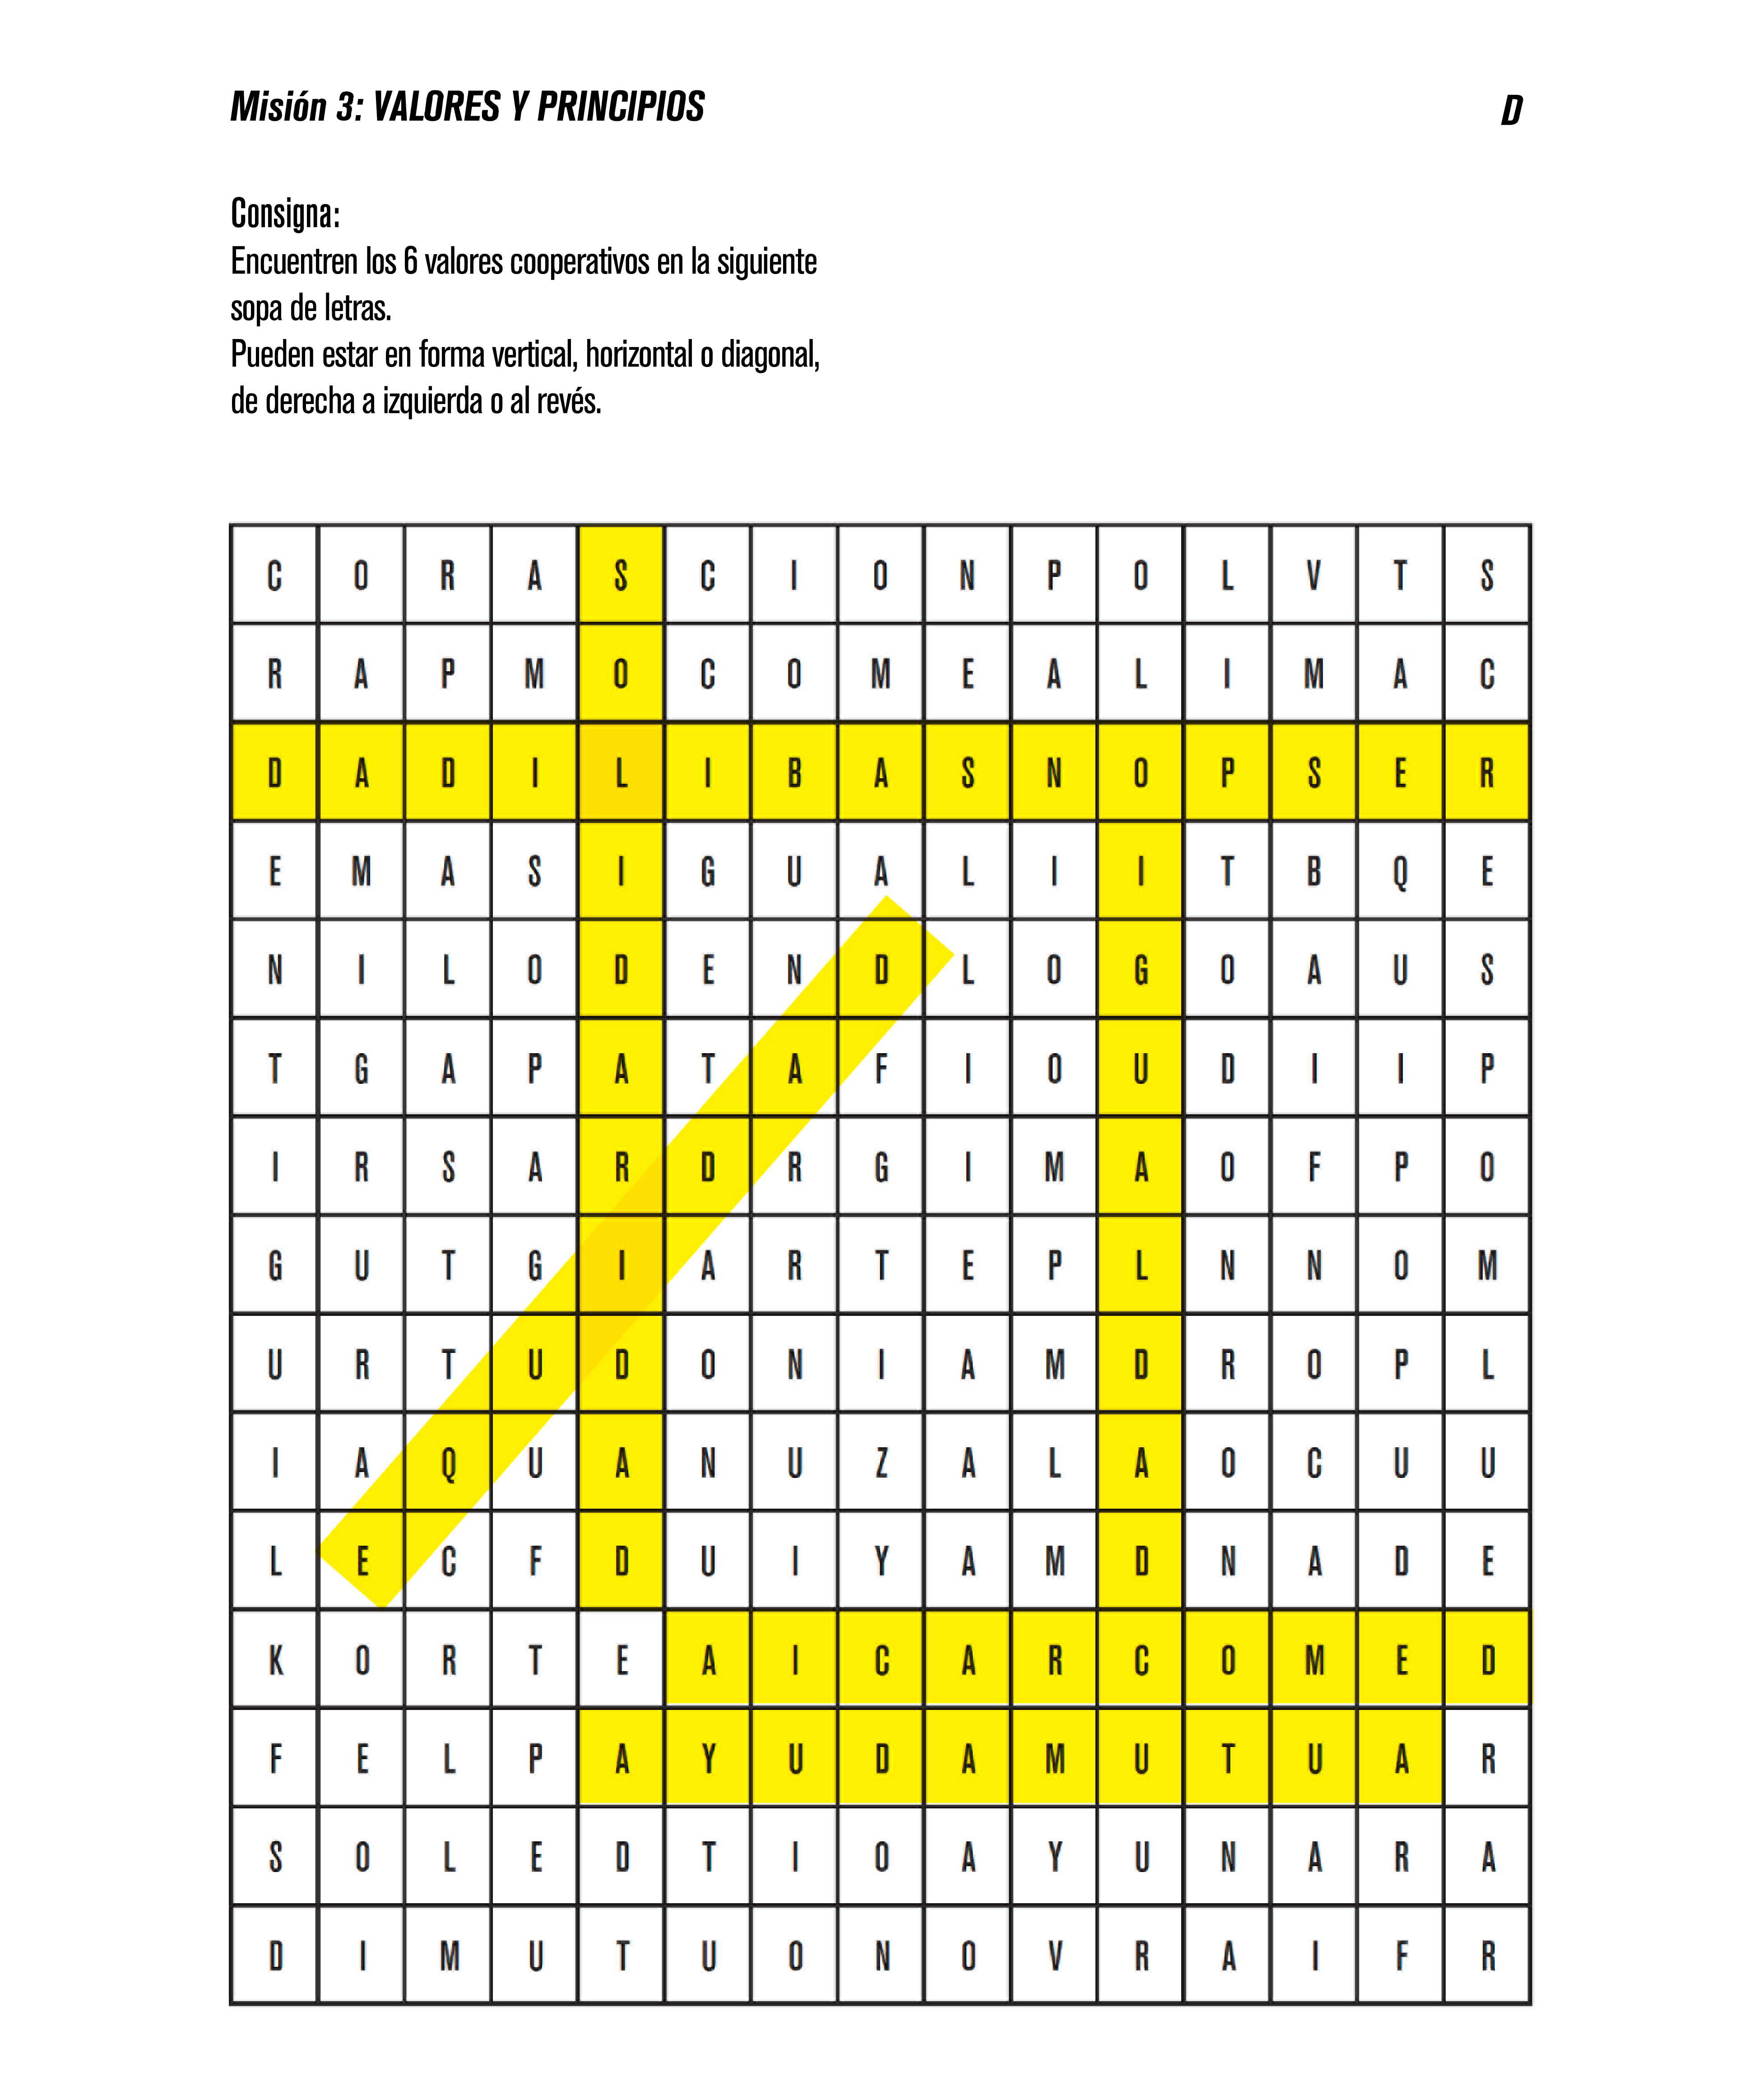 Misión 3: VALORES Y PRINCIPIOS D
Consigna:
Encuentren los 6 valores cooperativos en la siguiente
sopa de letras.
Pueden estar en forma vertical, horizontal o diagonal,
de derecha a izquierda o al revés.
C O R A S C I O N P O L V T S
R A P M O C O M E A L I M A C
D A D I L I B A S N O P S E R
E M A S I G U A L I I T B Q E
N I L O D E N D L O G O A U S
T G A P A T A F I O U D I I P
I R S A R D R G I M A O F P O
G U T G I A R T E P L N N O M
U R T U D O N I A M D R O P L
I A Q U A N U Z A L A O C U U
L E C F D U I Y A M D N A D E
K O R T E A I C A R C O M E D
F E L P A Y U D A M U T U A R
S O L E D T I O A Y U N A R A
D I M U T U O N O V R A I F R